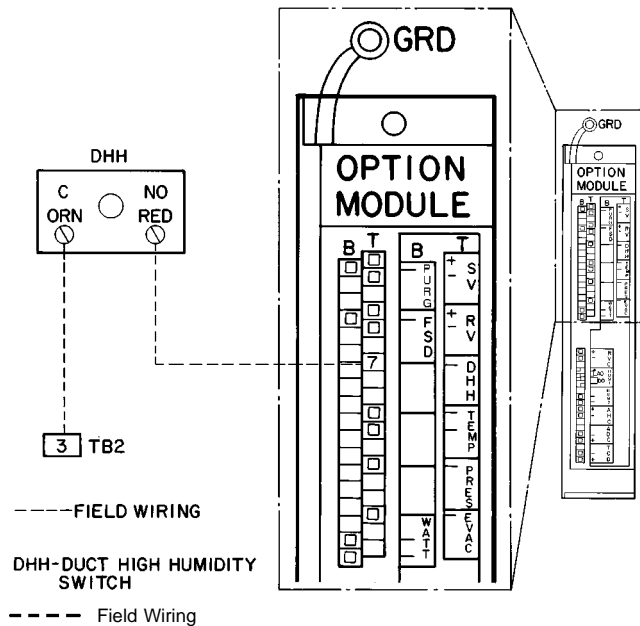 GRD
DHH
C NO
ORN RED
3 TB2
OPTION
MODULE
B T B T
PURG
FSD
WATT
+
-
SV
+
-
RV
DHH
TEMP
PRES
EVAC
7
GRD
OPTION
MODULE
B T B T
FIELD WIRING
DHH-DUCT HIGH HUMIDITY
SWITCH
Field Wiring